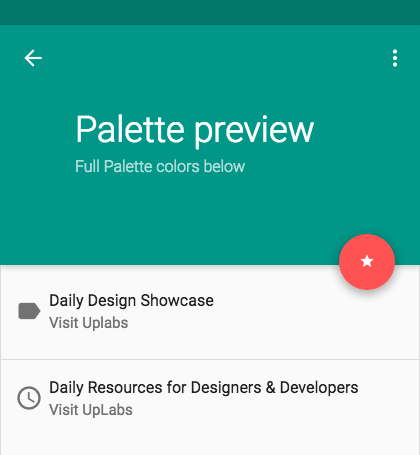 Palette preview
Full Palette colors below
Daily Design Showcase
Visit Uplabs
Daily Resources for Designers & Developers
Visit UpLabs